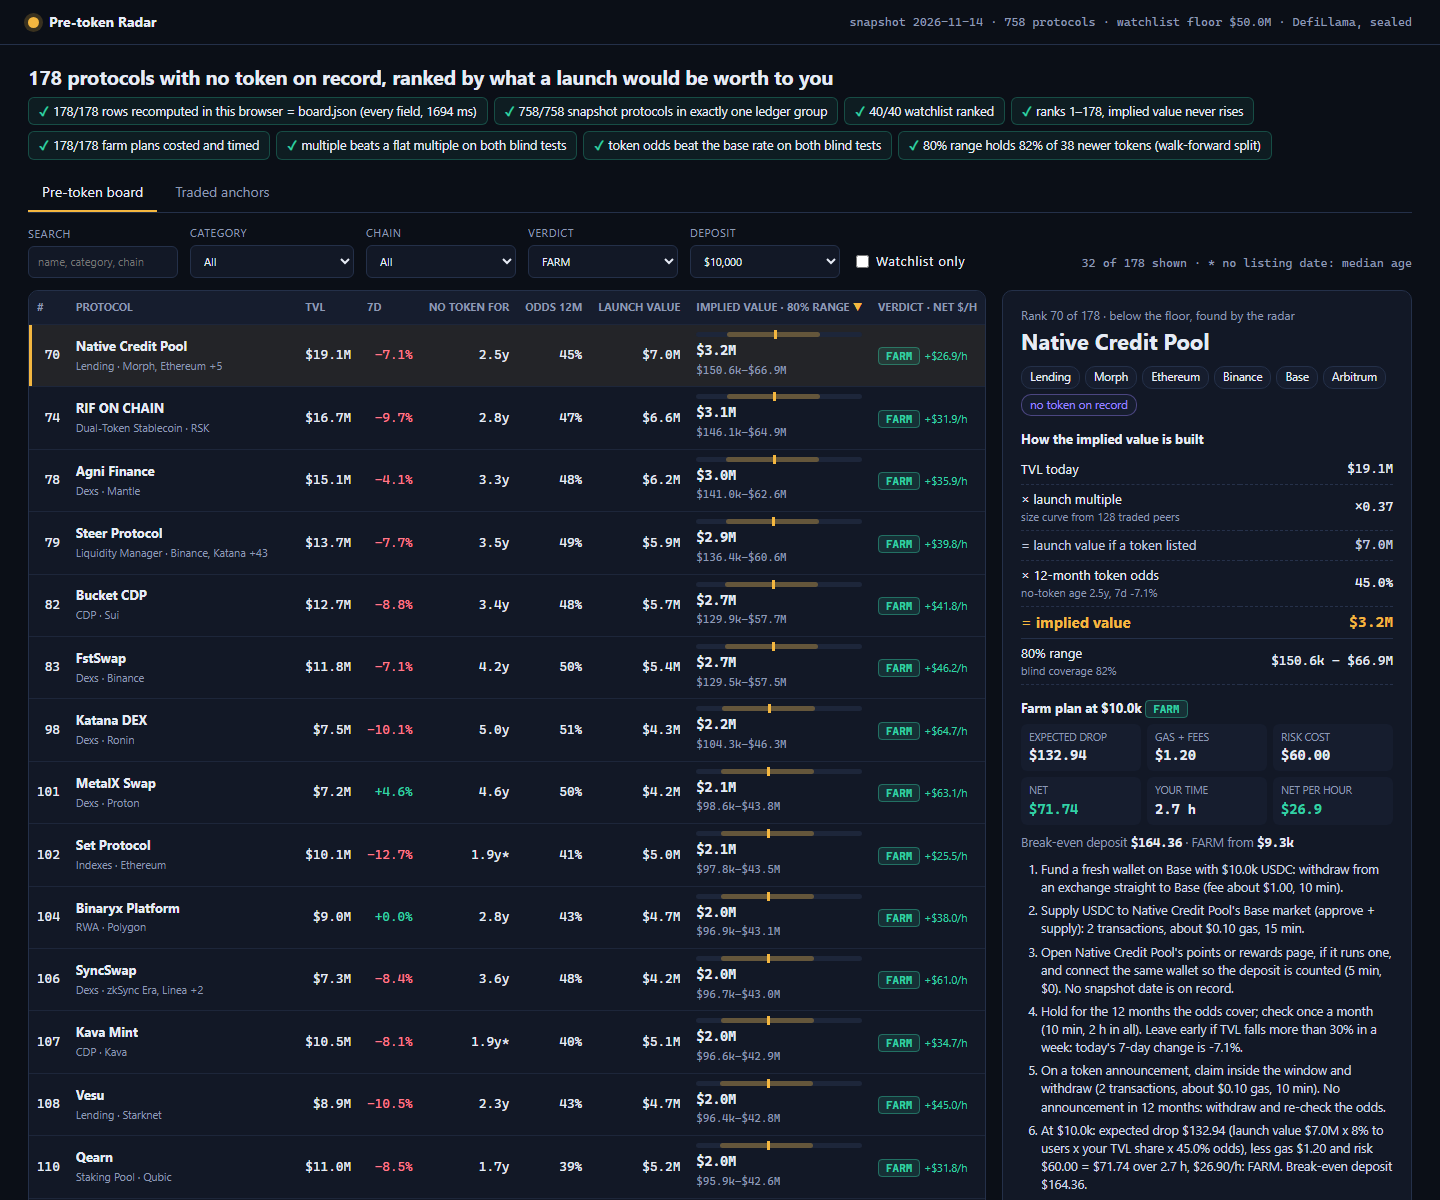 Pre-token Radar
snapshot 2026-11-14 · 758 protocols · watchlist floor $50.0M · DefiLlama, sealed
178 protocols with no token on record, ranked by what a launch would be worth to you
✓ 178/178 rows recomputed in this browser = board.json (every field, 1694 ms)
✓ 758/758 snapshot protocols in exactly one ledger group
✓ 40/40 watchlist ranked
✓ ranks 1–178, implied value never rises
✓ 178/178 farm plans costed and timed
✓ multiple beats a flat multiple on both blind tests
✓ token odds beat the base rate on both blind tests
✓ 80% range holds 82% of 38 newer tokens (walk-forward split)
Pre-token board
Traded anchors
SEARCH
CATEGORY
CHAIN
VERDICT
DEPOSIT
name, category, chain
All
All
FARM
$10,000
Watchlist only
32 of 178 shown · * no listing date: median age
# PROTOCOL TVL 7D NO TOKEN FOR ODDS 12M LAUNCH VALUE IMPLIED VALUE · 80% RANGE ▼ VERDICT · NET $/H
70 Native Credit Pool $19.1M −7.1% 2.5y 45% $7.0M $3.2M FARM +$26.9/h
Lending · Morph, Ethereum +5 $150.6k–$66.9M
74 RIF ON CHAIN $16.7M −9.7% 2.8y 47% $6.6M $3.1M FARM +$31.9/h
Dual-Token Stablecoin · RSK $146.1k–$64.9M
78 Agni Finance $15.1M −4.1% 3.3y 48% $6.2M $3.0M FARM +$35.9/h
Dexs · Mantle $141.0k–$62.6M
79 Steer Protocol $13.7M −7.7% 3.5y 49% $5.9M $2.9M FARM +$39.8/h
Liquidity Manager · Binance, Katana +43 $136.4k–$60.6M
82 Bucket CDP $12.7M −8.8% 3.4y 48% $5.7M $2.7M FARM +$41.8/h
CDP · Sui $129.9k–$57.7M
83 FstSwap $11.8M −7.1% 4.2y 50% $5.4M $2.7M FARM +$46.2/h
Dexs · Binance $129.5k–$57.5M
98 Katana DEX $7.5M −10.1% 5.0y 51% $4.3M $2.2M FARM +$64.7/h
Dexs · Ronin $104.3k–$46.3M
101 MetalX Swap $7.2M +4.6% 4.6y 50% $4.2M $2.1M FARM +$63.1/h
Dexs · Proton $98.6k–$43.8M
102 Set Protocol $10.1M −12.7% 1.9y* 41% $5.0M $2.1M FARM +$25.5/h
Indexes · Ethereum $97.8k–$43.5M
104 Binaryx Platform $9.0M +0.0% 2.8y 43% $4.7M $2.0M FARM +$38.0/h
RWA · Polygon $96.9k–$43.1M
106 SyncSwap $7.3M −8.4% 3.6y 48% $4.2M $2.0M FARM +$61.0/h
Dexs · zkSync Era, Linea +2 $96.7k–$43.0M
107 Kava Mint $10.5M −8.1% 1.9y* 40% $5.1M $2.0M FARM +$34.7/h
CDP · Kava $96.6k–$42.9M
108 Vesu $8.9M −10.5% 2.3y 43% $4.7M $2.0M FARM +$45.0/h
Lending · Starknet $96.4k–$42.8M
110 Qearn $11.0M −8.5% 1.7y 39% $5.2M $2.0M FARM +$31.8/h
Staking Pool · Qubic $95.9k–$42.6M
Rank 70 of 178 · below the floor, found by the radar
Native Credit Pool
Lending Morph Ethereum Binance Base Arbitrum
no token on record
How the implied value is built
TVL today $19.1M
× launch multiple ×0.37
size curve from 128 traded peers
= launch value if a token listed $7.0M
× 12-month token odds 45.0%
no-token age 2.5y, 7d -7.1%
= implied value $3.2M
80% range $150.6k – $66.9M
blind coverage 82%
Farm plan at $10.0k FARM
EXPECTED DROP GAS + FEES RISK COST
$132.94 $1.20 $60.00
NET YOUR TIME NET PER HOUR
$71.74 2.7 h $26.9
Break-even deposit $164.36 · FARM from $9.3k
1. Fund a fresh wallet on Base with $10.0k USDC: withdraw from
an exchange straight to Base (fee about $1.00, 10 min).
2. Supply USDC to Native Credit Pool's Base market (approve +
supply): 2 transactions, about $0.10 gas, 15 min.
3. Open Native Credit Pool's points or rewards page, if it runs one,
and connect the same wallet so the deposit is counted (5 min,
$0). No snapshot date is on record.
4. Hold for the 12 months the odds cover; check once a month
(10 min, 2 h in all). Leave early if TVL falls more than 30% in a
week: today's 7-day change is -7.1%.
5. On a token announcement, claim inside the window and
withdraw (2 transactions, about $0.10 gas, 10 min). No
announcement in 12 months: withdraw and re-check the odds.
6. At $10.0k: expected drop $132.94 (launch value $7.0M x 8% to
users x your TVL share x 45.0% odds), less gas $1.20 and risk
$60.00 = $71.74 over 2.7 h, $26.90/h: FARM. Break-even deposit
$164.36.